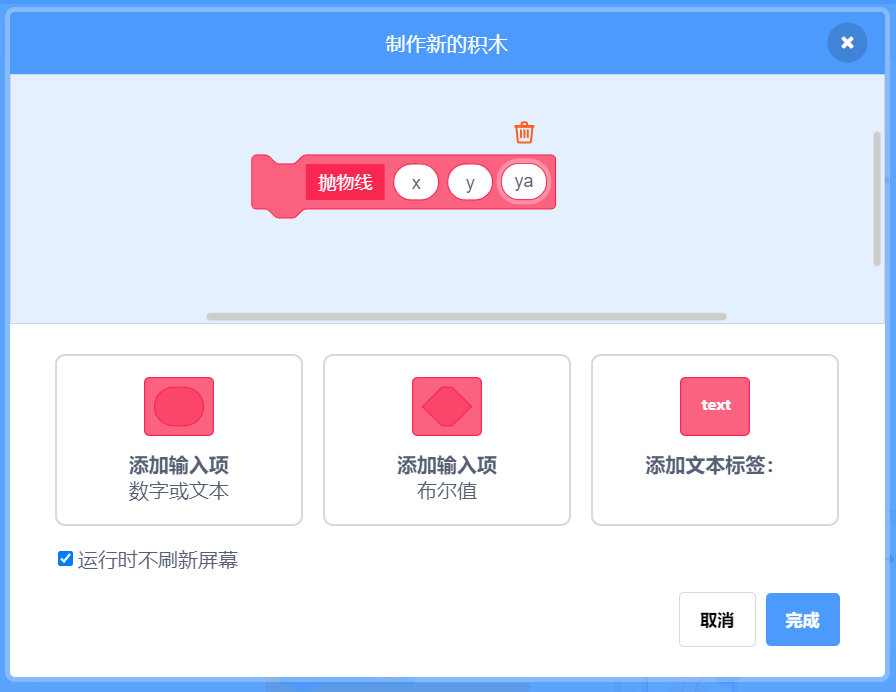 制作新的积木
抛物线 x y ya
text
添加输入项
数字或文本
添加输入项
布尔值
添加文本标签:
运行时不刷新屏幕
取消 完成